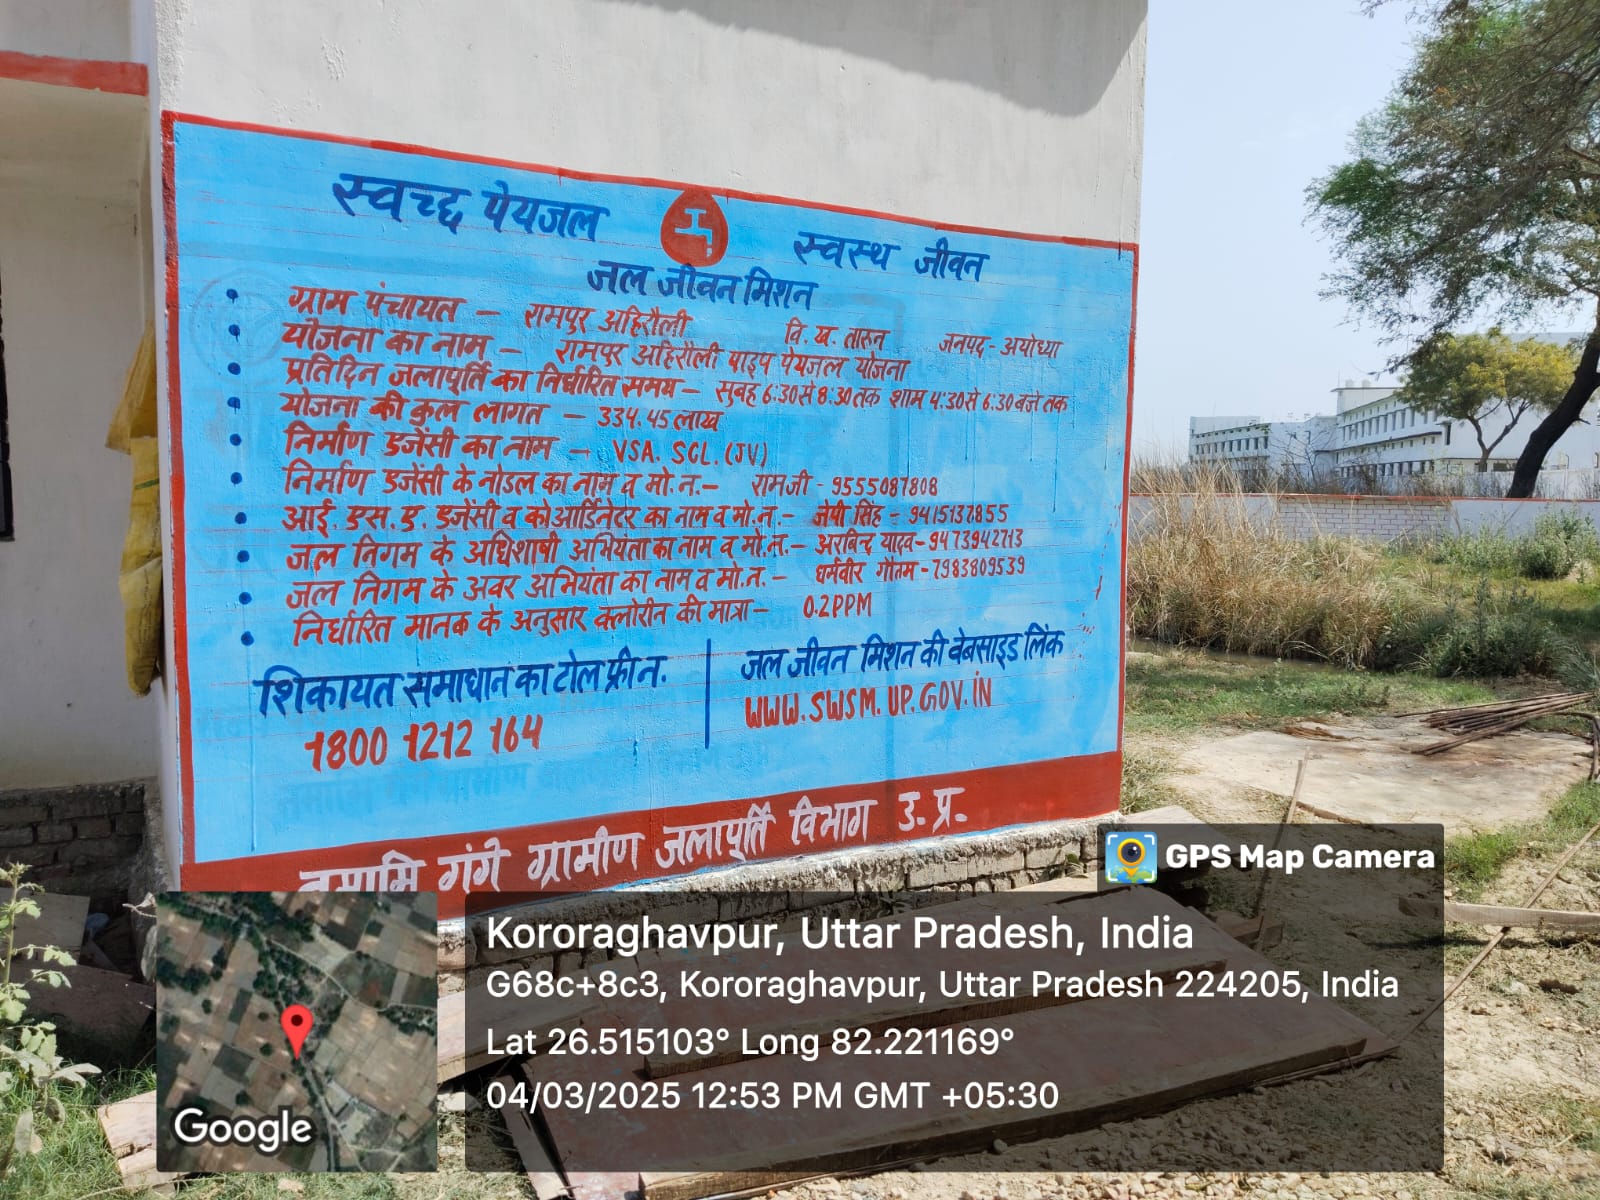 स्वच्छ पेयजल स्वस्थ जीवन
जल जीवन मिशन
• ग्राम पंचायत – रामपुर अहिरौली वि. ख. तारुन जनपद - अयोध्या
• योजना का नाम – रामपुर अहिरौली पाइप पेयजल योजना
• प्रतिदिन जलापूर्ति का निर्धारित समय – सुबह 6:30 से 8:30 तक शाम 4:30 से 6:30 बजे तक
• योजना की कुल लागत – 334.45 लाख
• निर्माण एजेंसी का नाम – VSA. SCL. (JV)
• निर्माण एजेंसी के नोडल का नाम व मो. न. – रामजी - 9555087808
• आई. एस. ए. एजेंसी व कोआर्डिनेटर का नाम व मो. न. – जेपी सिंह - 9415137855
• जल निगम के अधिशाषी अभियंता का नाम व मो. न. – अरविन्द यादव - 9473942713
• जल निगम के अवर अभियंता का नाम व मो. न. – धर्मवीर गौतम - 7983809539
• निर्धारित मानक के अनुसार क्लोरीन की मात्रा – 0.2 PPM
शिकायत समाधान का टोल फ्री न.
1800 1212 164
जल जीवन मिशन की वेबसाइड लिंक
WWW.SWSM.UP.GOV.IN
नमामि गंगे ग्रामीण जलापूर्ति विभाग उ. प्र.
GPS Map Camera
Kororaghavpur, Uttar Pradesh, India
G68c+8c3, Kororaghavpur, Uttar Pradesh 224205, India
Lat 26.515103° Long 82.221169°
04/03/2025 12:53 PM GMT +05:30
Google